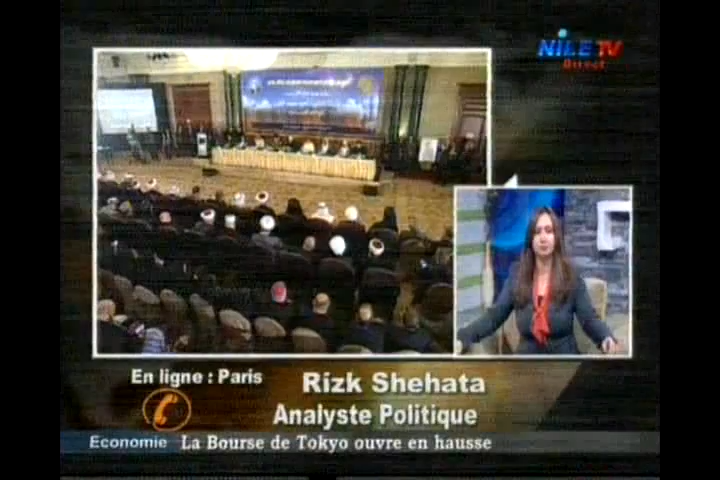 NiLE TV
Direct
En ligne : Paris
Rizk Shehata
Analyste Politique
Economie La Bourse de Tokyo ouvre en hausse